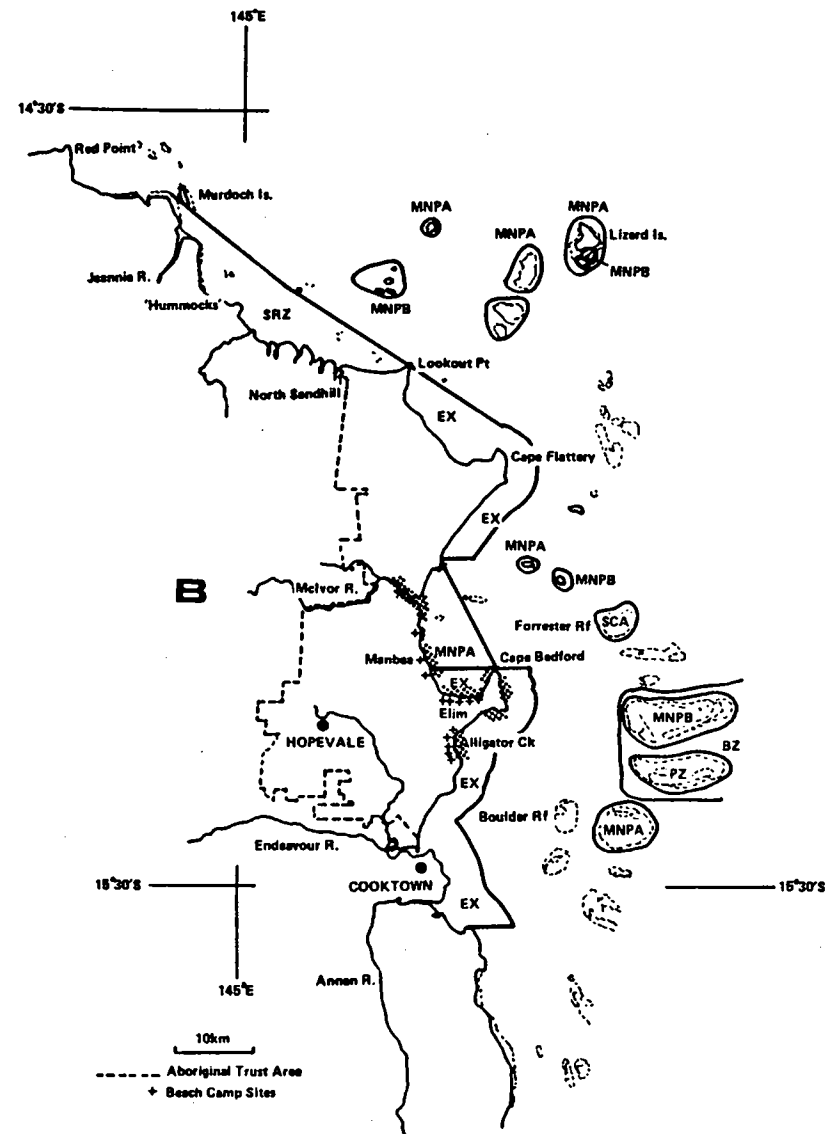 145°E
14°30'S
Red Point
Murdoch Is.
MNPA
MNPA
MNPA
Lizard Is.
MNPB
Jeannie R.
'Hummocks'
MNPB
SRZ
Lookout Pt
North Sandhill
EX
Cape Flattery
EX
MNPA
B
McIvor R.
MNPB
Forrester Rf
SCA
MNPA
Manbaa
Cape Bedford
EX
Elim
MNPB
HOPEVALE
Alligator Ck
BZ
EX
PZ
Boulder Rf
MNPA
Endeavour R.
15°30'S
COOKTOWN
15°30'S
EX
Annan R.
145°E
10km
Aboriginal Trust Area
+ Beach Camp Sites